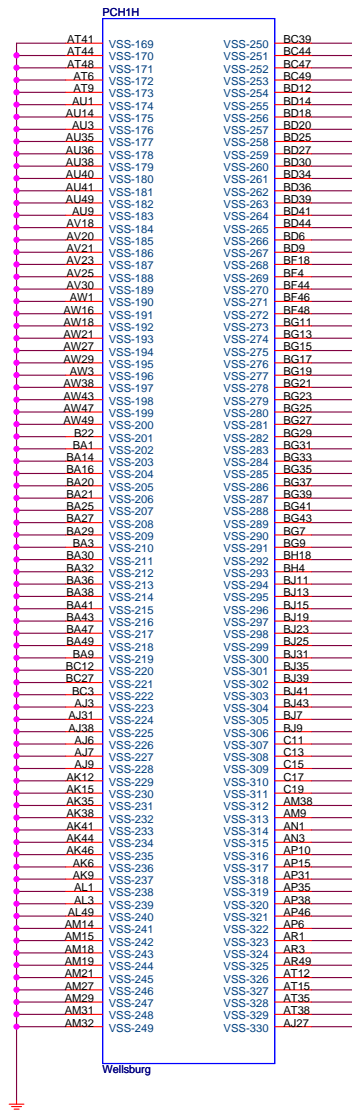 PCH1H
AT41 VSS-169 VSS-250 BC39
AT44 VSS-170 VSS-251 BC44
AT48 VSS-171 VSS-252 BC47
AT6 VSS-172 VSS-253 BC49
AT9 VSS-173 VSS-254 BD12
AU1 VSS-174 VSS-255 BD14
AU14 VSS-175 VSS-256 BD18
AU3 VSS-176 VSS-257 BD20
AU35 VSS-177 VSS-258 BD25
AU36 VSS-178 VSS-259 BD27
AU38 VSS-179 VSS-260 BD30
AU40 VSS-180 VSS-261 BD34
AU41 VSS-181 VSS-262 BD36
AU49 VSS-182 VSS-263 BD39
AU9 VSS-183 VSS-264 BD41
AV18 VSS-184 VSS-265 BD44
AV20 VSS-185 VSS-266 BD6
AV21 VSS-186 VSS-267 BD9
AV23 VSS-187 VSS-268 BF18
AV25 VSS-188 VSS-269 BF4
AV30 VSS-189 VSS-270 BF44
AW1 VSS-190 VSS-271 BF46
AW16 VSS-191 VSS-272 BF48
AW18 VSS-192 VSS-273 BG11
AW21 VSS-193 VSS-274 BG13
AW27 VSS-194 VSS-275 BG15
AW29 VSS-195 VSS-276 BG17
AW3 VSS-196 VSS-277 BG19
AW38 VSS-197 VSS-278 BG21
AW43 VSS-198 VSS-279 BG23
AW47 VSS-199 VSS-280 BG25
AW49 VSS-200 VSS-281 BG27
B22 VSS-201 VSS-282 BG29
BA1 VSS-202 VSS-283 BG31
BA14 VSS-203 VSS-284 BG33
BA16 VSS-204 VSS-285 BG35
BA20 VSS-205 VSS-286 BG37
BA21 VSS-206 VSS-287 BG39
BA25 VSS-207 VSS-288 BG41
BA27 VSS-208 VSS-289 BG43
BA29 VSS-209 VSS-290 BG7
BA3 VSS-210 VSS-291 BG9
BA30 VSS-211 VSS-292 BH18
BA32 VSS-212 VSS-293 BH4
BA36 VSS-213 VSS-294 BJ11
BA38 VSS-214 VSS-295 BJ13
BA41 VSS-215 VSS-296 BJ15
BA43 VSS-216 VSS-297 BJ19
BA47 VSS-217 VSS-298 BJ23
BA49 VSS-218 VSS-299 BJ25
BA9 VSS-219 VSS-300 BJ31
BC12 VSS-220 VSS-301 BJ35
BC27 VSS-221 VSS-302 BJ39
BC3 VSS-222 VSS-303 BJ41
AJ3 VSS-223 VSS-304 BJ43
AJ31 VSS-224 VSS-305 BJ7
AJ38 VSS-225 VSS-306 BJ9
AJ6 VSS-226 VSS-307 C11
AJ7 VSS-227 VSS-308 C13
AJ9 VSS-228 VSS-309 C15
AK12 VSS-229 VSS-310 C17
AK15 VSS-230 VSS-311 C19
AK35 VSS-231 VSS-312 AM38
AK38 VSS-232 VSS-313 AM9
AK41 VSS-233 VSS-314 AN1
AK44 VSS-234 VSS-315 AN3
AK46 VSS-235 VSS-316 AP10
AK6 VSS-236 VSS-317 AP15
AK9 VSS-237 VSS-318 AP31
AL1 VSS-238 VSS-319 AP35
AL3 VSS-239 VSS-320 AP38
AL49 VSS-240 VSS-321 AP46
AM14 VSS-241 VSS-322 AP6
AM15 VSS-242 VSS-323 AR1
AM18 VSS-243 VSS-324 AR3
AM19 VSS-244 VSS-325 AR49
AM21 VSS-245 VSS-326 AT12
AM27 VSS-246 VSS-327 AT15
AM29 VSS-247 VSS-328 AT35
AM31 VSS-248 VSS-329 AT38
AM32 VSS-249 VSS-330 AJ27
Wellsburg